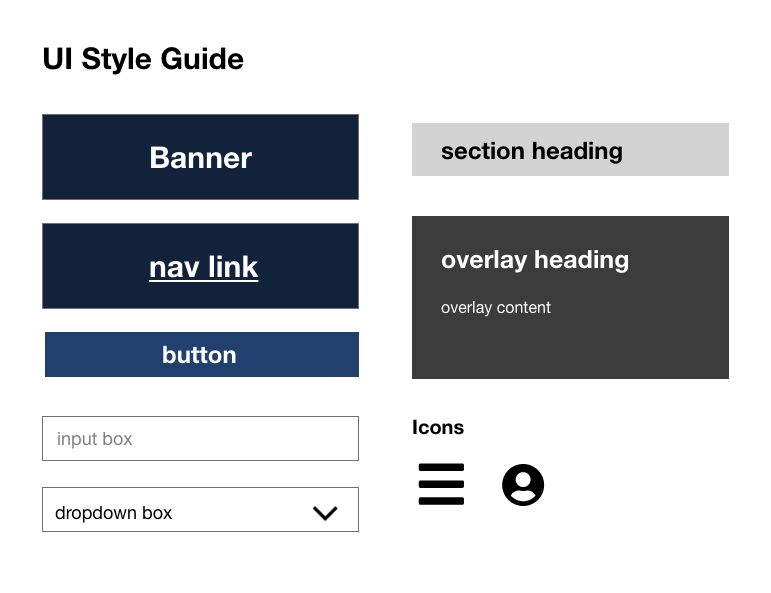 UI Style Guide
Banner
nav link
button
input box
dropdown box
section heading
overlay heading
overlay content
Icons